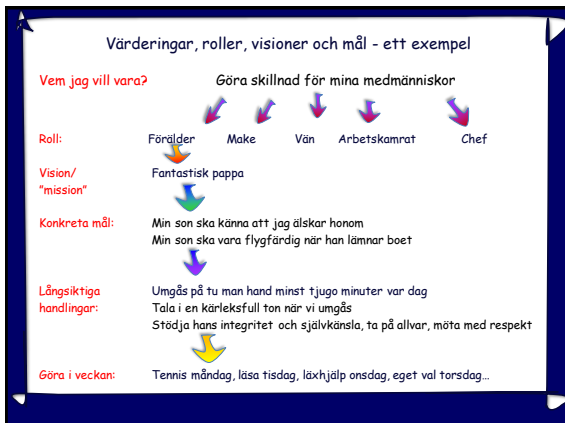 Värderingar, roller, visioner och mål - ett exempel
Vem jag vill vara? Göra skillnad för mina medmänniskor
Roll: Förälder Make Vän Arbetskamrat Chef
Vision/ Fantastisk pappa
"mission"
Konkreta mål: Min son ska känna att jag älskar honom
Min son ska vara flygfärdig när han lämnar boet
Långsiktiga Umgås på tu man hand minst tjugo minuter var dag
handlingar: Tala i en kärleksfull ton när vi umgås
Stödja hans integritet och självkänsla, ta på allvar, möta med respekt
Göra i veckan: Tennis måndag, läsa tisdag, läxhjälp onsdag, eget val torsdag…